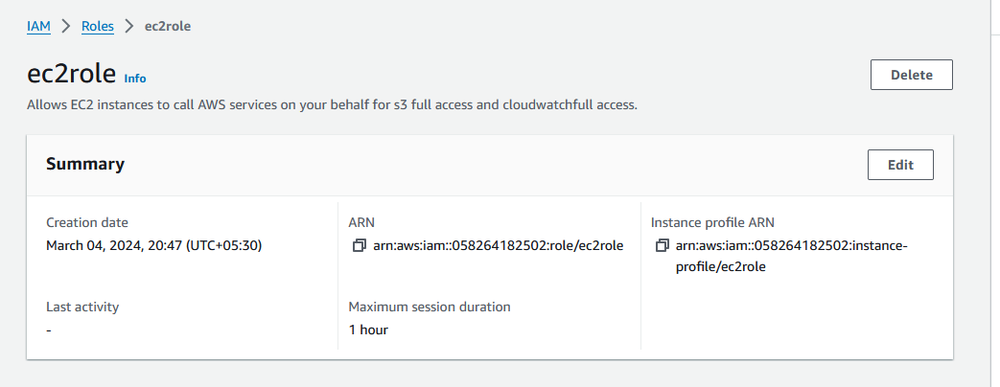 IAM > Roles > ec2role
ec2role Info
Delete
Allows EC2 instances to call AWS services on your behalf for s3 full access and cloudwatchfull access.
Summary
Edit
Creation date
March 04, 2024, 20:47 (UTC+05:30)
ARN
arn:aws:iam::058264182502:role/ec2role
Instance profile ARN
arn:aws:iam::058264182502:instance-
profile/ec2role
Last activity
-
Maximum session duration
1 hour